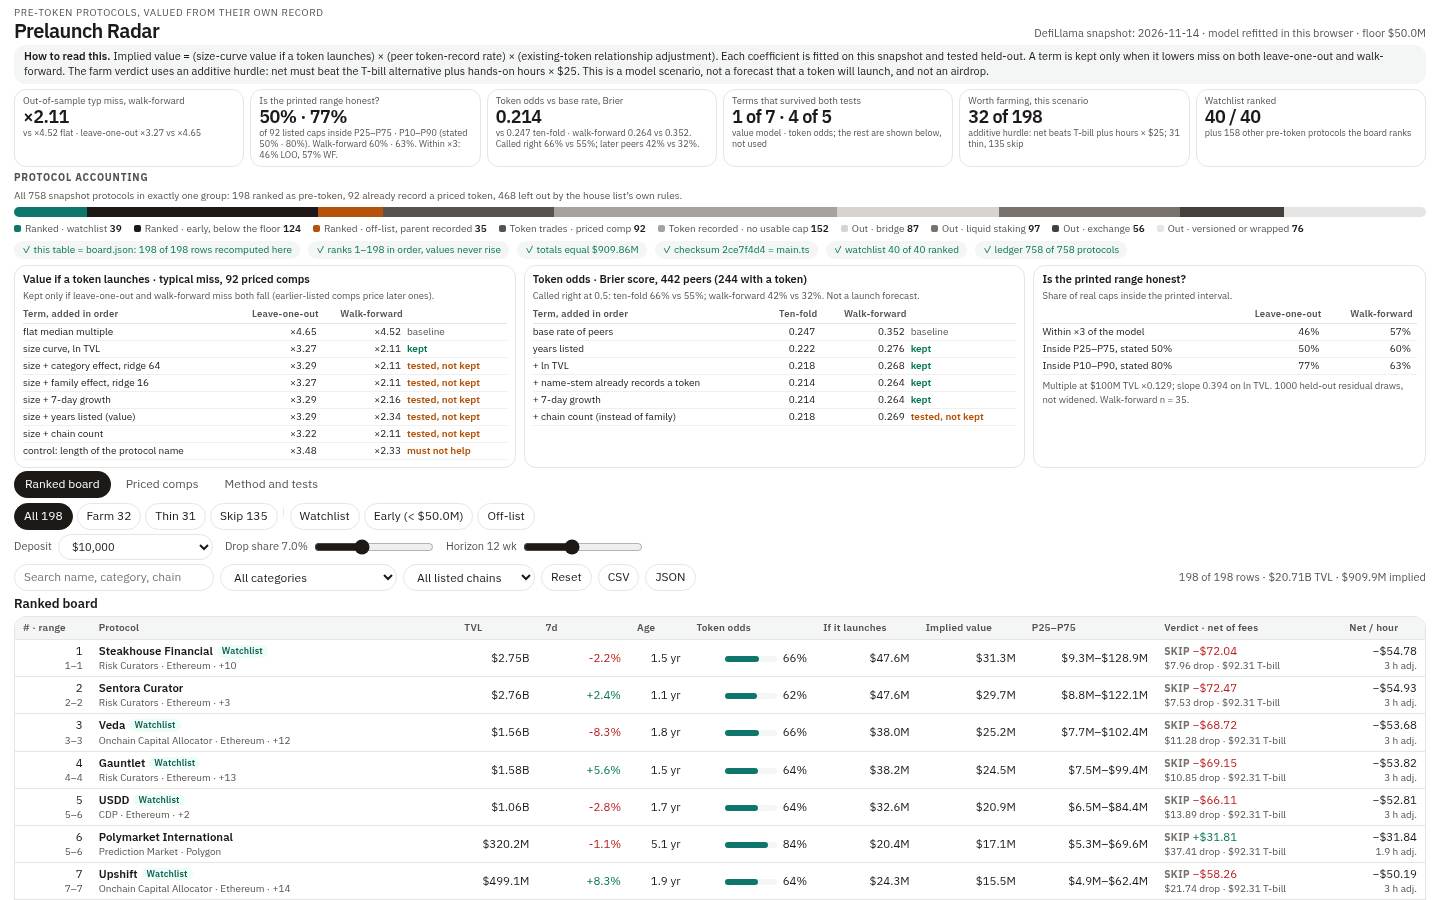 PRE-TOKEN PROTOCOLS, VALUED FROM THEIR OWN RECORD
Prelaunch Radar
DefiLlama snapshot: 2026-11-14 · model refitted in this browser · floor $50.0M
How to read this. Implied value = (size-curve value if a token launches) × (peer token-record rate) × (existing-token relationship adjustment). Each coefficient is fitted on this snapshot and tested held-out. A term is kept only when it lowers miss on both leave-one-out and walk-
forward. The farm verdict uses an additive hurdle: net must beat the T-bill alternative plus hands-on hours × $25. This is a model scenario, not a forecast that a token will launch, and not an airdrop.
Out-of-sample typ miss, walk-forward
×2.11
vs ×4.52 flat · leave-one-out ×3.27 vs ×4.65
Is the printed range honest?
50% · 77%
of 92 listed caps inside P25–P75 · P10–P90 (stated
50% · 80%). Walk-forward 60% · 63%. Within ×3:
46% LOO, 57% WF.
Token odds vs base rate, Brier
0.214
vs 0.247 ten-fold · walk-forward 0.264 vs 0.352.
Called right 66% vs 55%; later peers 42% vs 32%.
Terms that survived both tests
1 of 7 · 4 of 5
value model · token odds; the rest are shown below,
not used
Worth farming, this scenario
32 of 198
additive hurdle: net beats T-bill plus hours × $25; 31
thin, 135 skip
Watchlist ranked
40 / 40
plus 158 other pre-token protocols the board ranks
PROTOCOL ACCOUNTING
All 758 snapshot protocols in exactly one group: 198 ranked as pre-token, 92 already record a priced token, 468 left out by the house list's own rules.
Ranked · watchlist 39 Ranked · early, below the floor 124 Ranked · off-list, parent recorded 35 Token trades · priced comp 92 Token recorded · no usable cap 152 Out · bridge 87 Out · liquid staking 97 Out · exchange 56 Out · versioned or wrapped 76
✓ this table = board.json: 198 of 198 rows recomputed here ✓ ranks 1–198 in order, values never rise ✓ totals equal $909.86M ✓ checksum 2ce7f4d4 = main.ts ✓ watchlist 40 of 40 ranked ✓ ledger 758 of 758 protocols
Value if a token launches · typical miss, 92 priced comps
Kept only if leave-one-out and walk-forward miss both fall (earlier-listed comps price later ones).
Term, added in order Leave-one-out Walk-forward
flat median multiple ×4.65 ×4.52 baseline
size curve, ln TVL ×3.27 ×2.11 kept
size + category effect, ridge 64 ×3.29 ×2.11 tested, not kept
size + family effect, ridge 16 ×3.27 ×2.11 tested, not kept
size + 7-day growth ×3.29 ×2.16 tested, not kept
size + years listed (value) ×3.29 ×2.34 tested, not kept
size + chain count ×3.22 ×2.11 tested, not kept
control: length of the protocol name ×3.48 ×2.33 must not help
Token odds · Brier score, 442 peers (244 with a token)
Called right at 0.5: ten-fold 66% vs 55%; walk-forward 42% vs 32%. Not a launch forecast.
Term, added in order Ten-fold Walk-forward
base rate of peers 0.247 0.352 baseline
years listed 0.222 0.276 kept
+ ln TVL 0.218 0.268 kept
+ name-stem already records a token 0.214 0.264 kept
+ 7-day growth 0.214 0.264 kept
+ chain count (instead of family) 0.218 0.269 tested, not kept
Is the printed range honest?
Share of real caps inside the printed interval.
Leave-one-out Walk-forward
Within ×3 of the model 46% 57%
Inside P25–P75, stated 50% 50% 60%
Inside P10–P90, stated 80% 77% 63%
Multiple at $100M TVL ×0.129; slope 0.394 on ln TVL. 1000 held-out residual draws,
not widened. Walk-forward n = 35.
Ranked board Priced comps Method and tests
All 198 Farm 32 Thin 31 Skip 135 Watchlist Early (< $50.0M) Off-list
Deposit $10,000 Drop share 7.0% Horizon 12 wk
Search name, category, chain All categories All listed chains Reset CSV JSON
198 of 198 rows · $20.71B TVL · $909.9M implied
Ranked board
# · range Protocol TVL 7d Age Token odds If it launches Implied value P25–P75 Verdict · net of fees Net / hour
1 Steakhouse Financial Watchlist $2.75B -2.2% 1.5 yr 66% $47.6M $31.3M $9.3M–$128.9M SKIP −$72.04 −$54.78
1–1 Risk Curators · Ethereum · +10 $7.96 drop · $92.31 T-bill 3 h adj.
2 Sentora Curator $2.76B +2.4% 1.1 yr 62% $47.6M $29.7M $8.8M–$122.1M SKIP −$72.47 −$54.93
2–2 Risk Curators · Ethereum · +3 $7.53 drop · $92.31 T-bill 3 h adj.
3 Veda Watchlist $1.56B -8.3% 1.8 yr 66% $38.0M $25.2M $7.7M–$102.4M SKIP −$68.72 −$53.68
3–3 Onchain Capital Allocator · Ethereum · +12 $11.28 drop · $92.31 T-bill 3 h adj.
4 Gauntlet Watchlist $1.58B +5.6% 1.5 yr 64% $38.2M $24.5M $7.5M–$99.4M SKIP −$69.15 −$53.82
4–4 Risk Curators · Ethereum · +13 $10.85 drop · $92.31 T-bill 3 h adj.
5 USDD Watchlist $1.06B -2.8% 1.7 yr 64% $32.6M $20.9M $6.5M–$84.4M SKIP −$66.11 −$52.81
5–6 CDP · Ethereum · +2 $13.89 drop · $92.31 T-bill 3 h adj.
6 Polymarket International $320.2M -1.1% 5.1 yr 84% $20.4M $17.1M $5.3M–$69.6M SKIP +$31.81 −$31.84
5–6 Prediction Market · Polygon $37.41 drop · $92.31 T-bill 1.9 h adj.
7 Upshift Watchlist $499.1M +8.3% 1.9 yr 64% $24.3M $15.5M $4.9M–$62.4M SKIP −$58.26 −$50.19
7–7 Onchain Capital Allocator · Ethereum · +14 $21.74 drop · $92.31 T-bill 3 h adj.